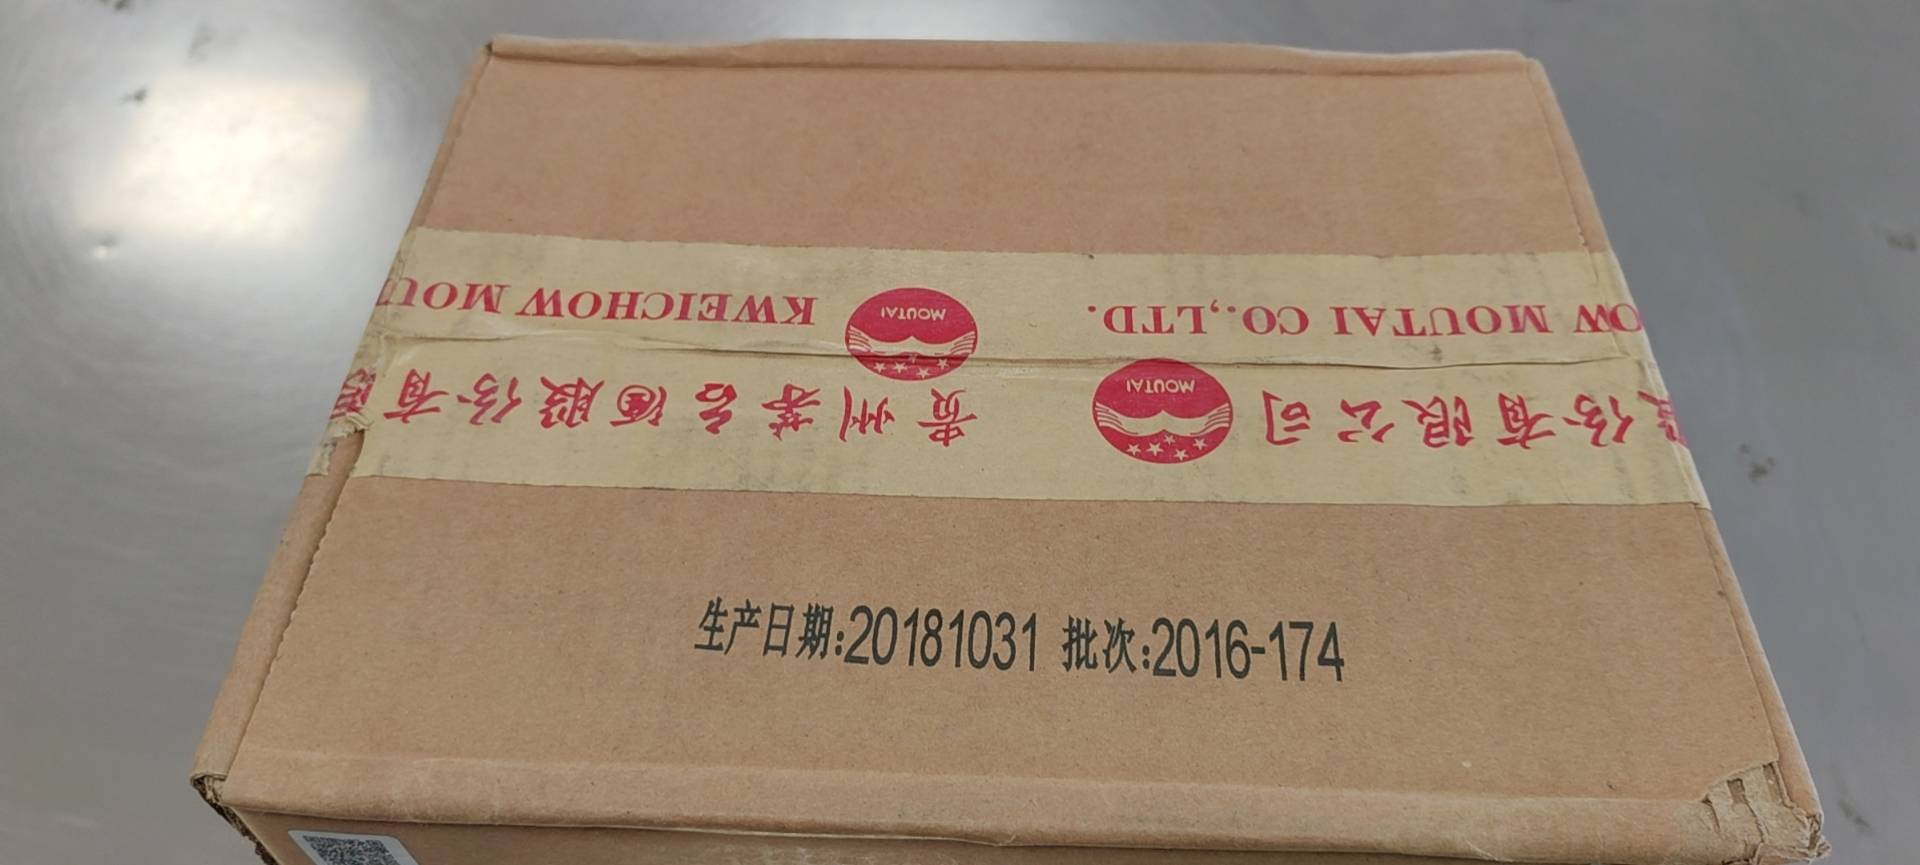 KWEICHOW MOU
OW MOUTAI CO.,LTD.
MOUTAI
MOUTAI
贵州茅台酒股份有限
份有限公司
生产日期:20181031 批次:2016-174